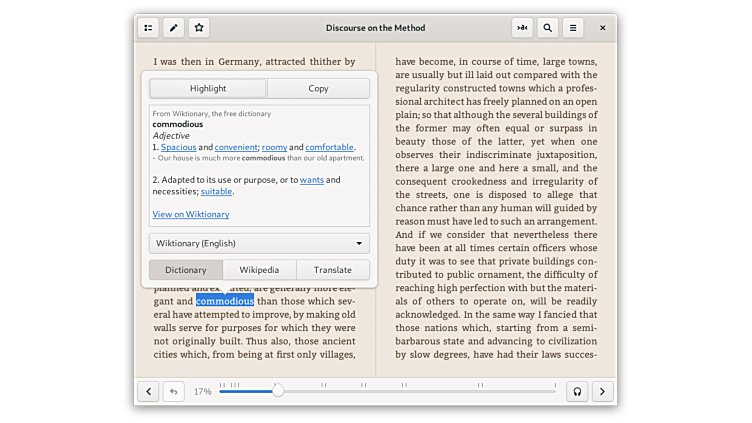 Discourse on the Method
I was then in Germany, attracted thither by
Highlight
Copy
From Wiktionary, the free dictionary
commodious
Adjective
1. Spacious and convenient; roomy and comfortable.
- Our house is much more commodious than our old apartment.
2. Adapted to its use or purpose, or to wants and
necessities; suitable.
View on Wiktionary
Wiktionary (English)
Dictionary
Wikipedia
Translate
are generally more ele-
gant and commodious than those which sev-
eral have attempted to improve, by making old
walls serve for purposes for which they were
not originally built. Thus also, those ancient
cities which, from being at first only villages,
have become, in course of time, large towns,
are usually but ill laid out compared with the
regularity constructed towns which a profes-
sional architect has freely planned on an open
plain; so that although the several buildings of
the former may often equal or surpass in
beauty those of the latter, yet when one
observes their indiscriminate juxtaposition,
there a large one and here a small, and the
consequent crookedness and irregularity of
the streets, one is disposed to allege that
chance rather than any human will guided by
reason must have led to such an arrangement.
And if we consider that nevertheless there
have been at all times certain officers whose
duty it was to see that private buildings con-
tributed to public ornament, the difficulty of
reaching high perfection with but the materi-
als of others to operate on, will be readily
acknowledged. In the same way I fancied that
those nations which, starting from a semi-
barbarous state and advancing to civilization
by slow degrees, have had their laws succes-
17%